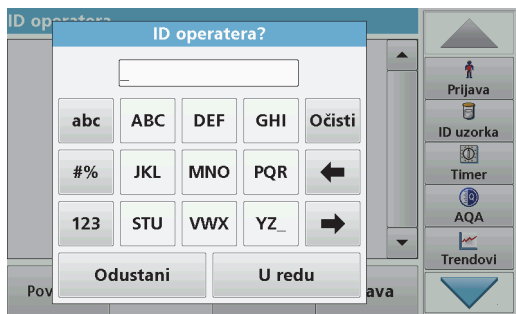 ID operatera
ID operatera?
_
abc ABC DEF GHI Očisti
#% JKL MNO PQR
123 STU VWX YZ_
Odustani U redu
Pov ava
Prijava
ID uzorka
Timer
AQA
Trendovi